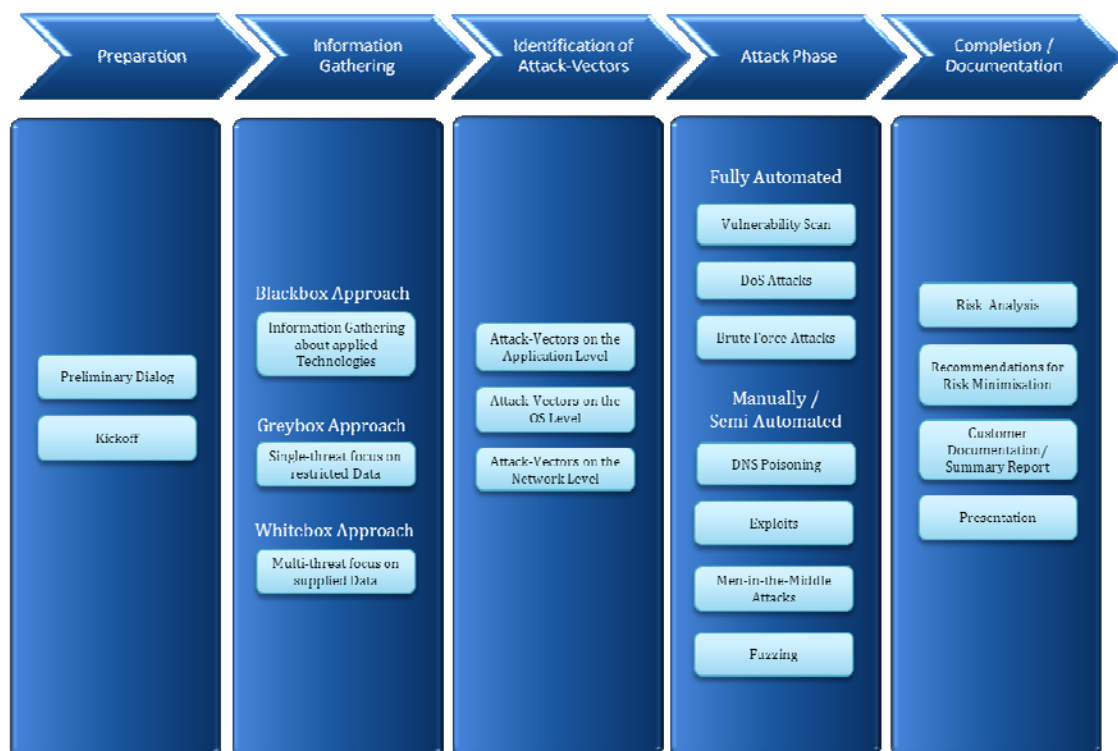 Preparation
Information
Gathering
Identification of
Attack-Vectors
Attack Phase
Completion /
Documentation
Preliminary Dialog
Kickoff
Blackbox Approach
Information Gathering
about applied
Technologies
Greybox Approach
Single-threat focus on
restricted Data
Whitebox Approach
Multi-threat focus on
supplied Data
Attack-Vectors on the
Application Level
Attack-Vectors on the
OS Level
Attack-Vectors on the
Network Level
Fully Automated
Vulnerability Scan
DoS Attacks
Brute Force Attacks
Manually /
Semi Automated
DNS Poisoning
Exploits
Men-in-the-Middle
Attacks
Fuzzing
Risk Analysis
Recommendations for
Risk Minimisation
Customer
Documentation/
Summary Report
Presentation